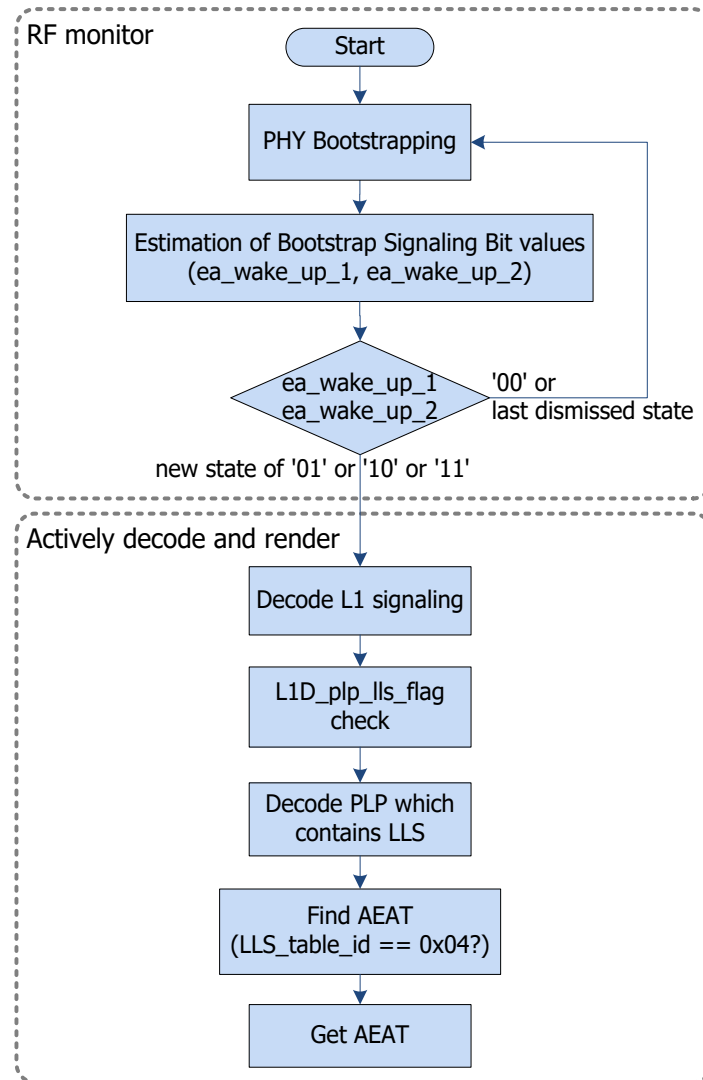 RF monitor
Start
PHY Bootstrapping
Estimation of Bootstrap Signaling Bit values
(ea_wake_up_1, ea_wake_up_2)
ea_wake_up_1
ea_wake_up_2
'00' or
last dismissed state
new state of '01' or '10' or '11'
Actively decode and render
Decode L1 signaling
L1D_plp_lls_flag
check
Decode PLP which
contains LLS
Find AEAT
(LLS_table_id == 0x04?)
Get AEAT